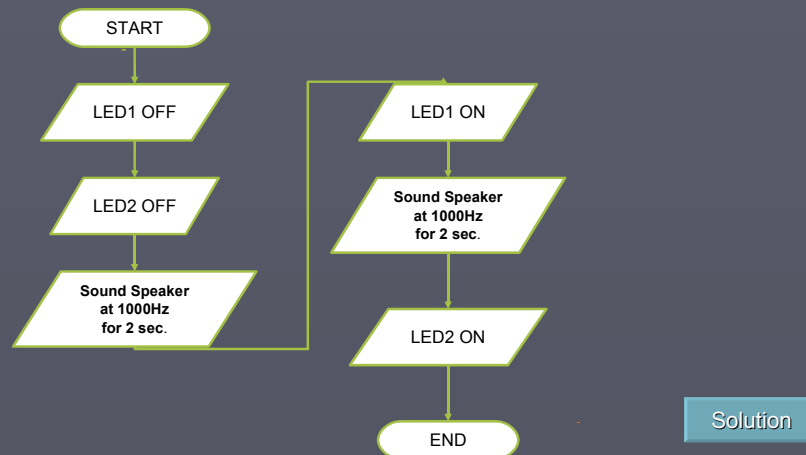 START
LED1 OFF
LED2 OFF
Sound Speaker
at 1000Hz
for 2 sec.
LED1 ON
Sound Speaker
at 1000Hz
for 2 sec.
LED2 ON
END
Solution